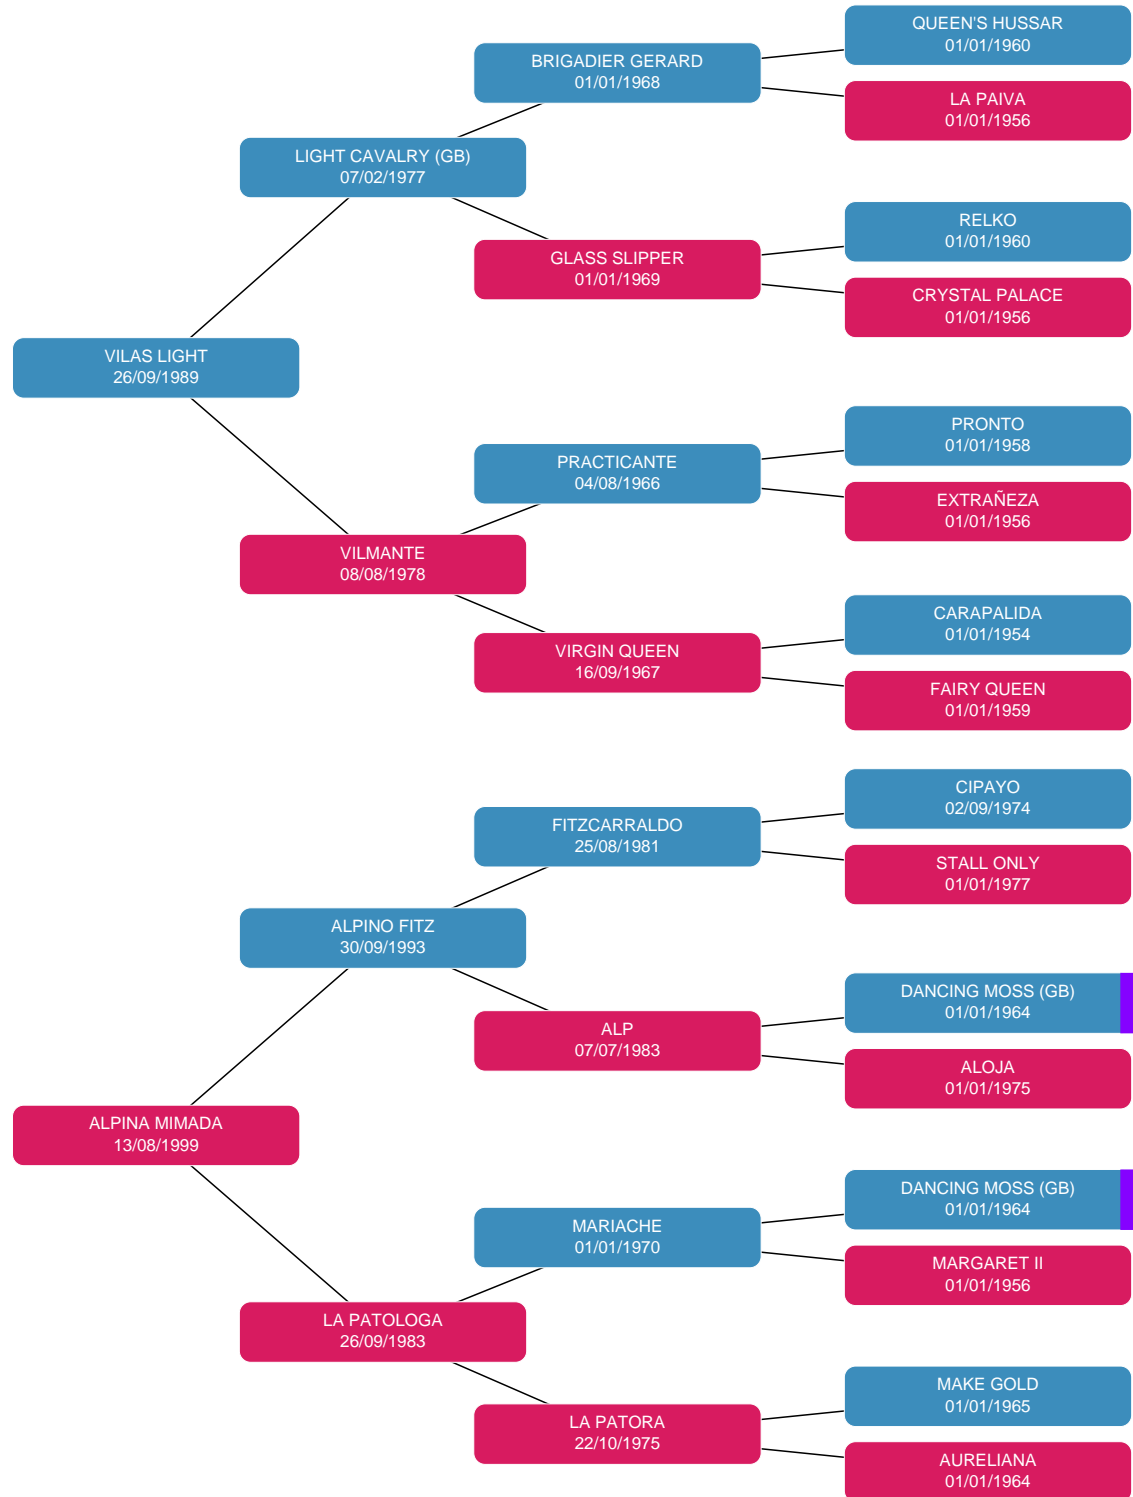 QUEEN'S HUSSAR
01/01/1960
BRIGADIER GERARD
01/01/1968
LA PAIVA
01/01/1956
LIGHT CAVALRY (GB)
07/02/1977
RELKO
01/01/1960
GLASS SLIPPER
01/01/1969
CRYSTAL PALACE
01/01/1956
VILAS LIGHT
26/09/1989
PRONTO
01/01/1958
PRACTICANTE
04/08/1966
EXTRAÑEZA
01/01/1956
VILMANTE
08/08/1978
CARAPALIDA
01/01/1954
VIRGIN QUEEN
16/09/1967
FAIRY QUEEN
01/01/1959
CIPAYO
02/09/1974
FITZCARRALDO
25/08/1981
STALL ONLY
01/01/1977
ALPINO FITZ
30/09/1993
DANCING MOSS (GB)
01/01/1964
ALP
07/07/1983
ALOJA
01/01/1975
ALPINA MIMADA
13/08/1999
DANCING MOSS (GB)
01/01/1964
MARIACHE
01/01/1970
MARGARET II
01/01/1956
LA PATOLOGA
26/09/1983
MAKE GOLD
01/01/1965
LA PATORA
22/10/1975
AURELIANA
01/01/1964